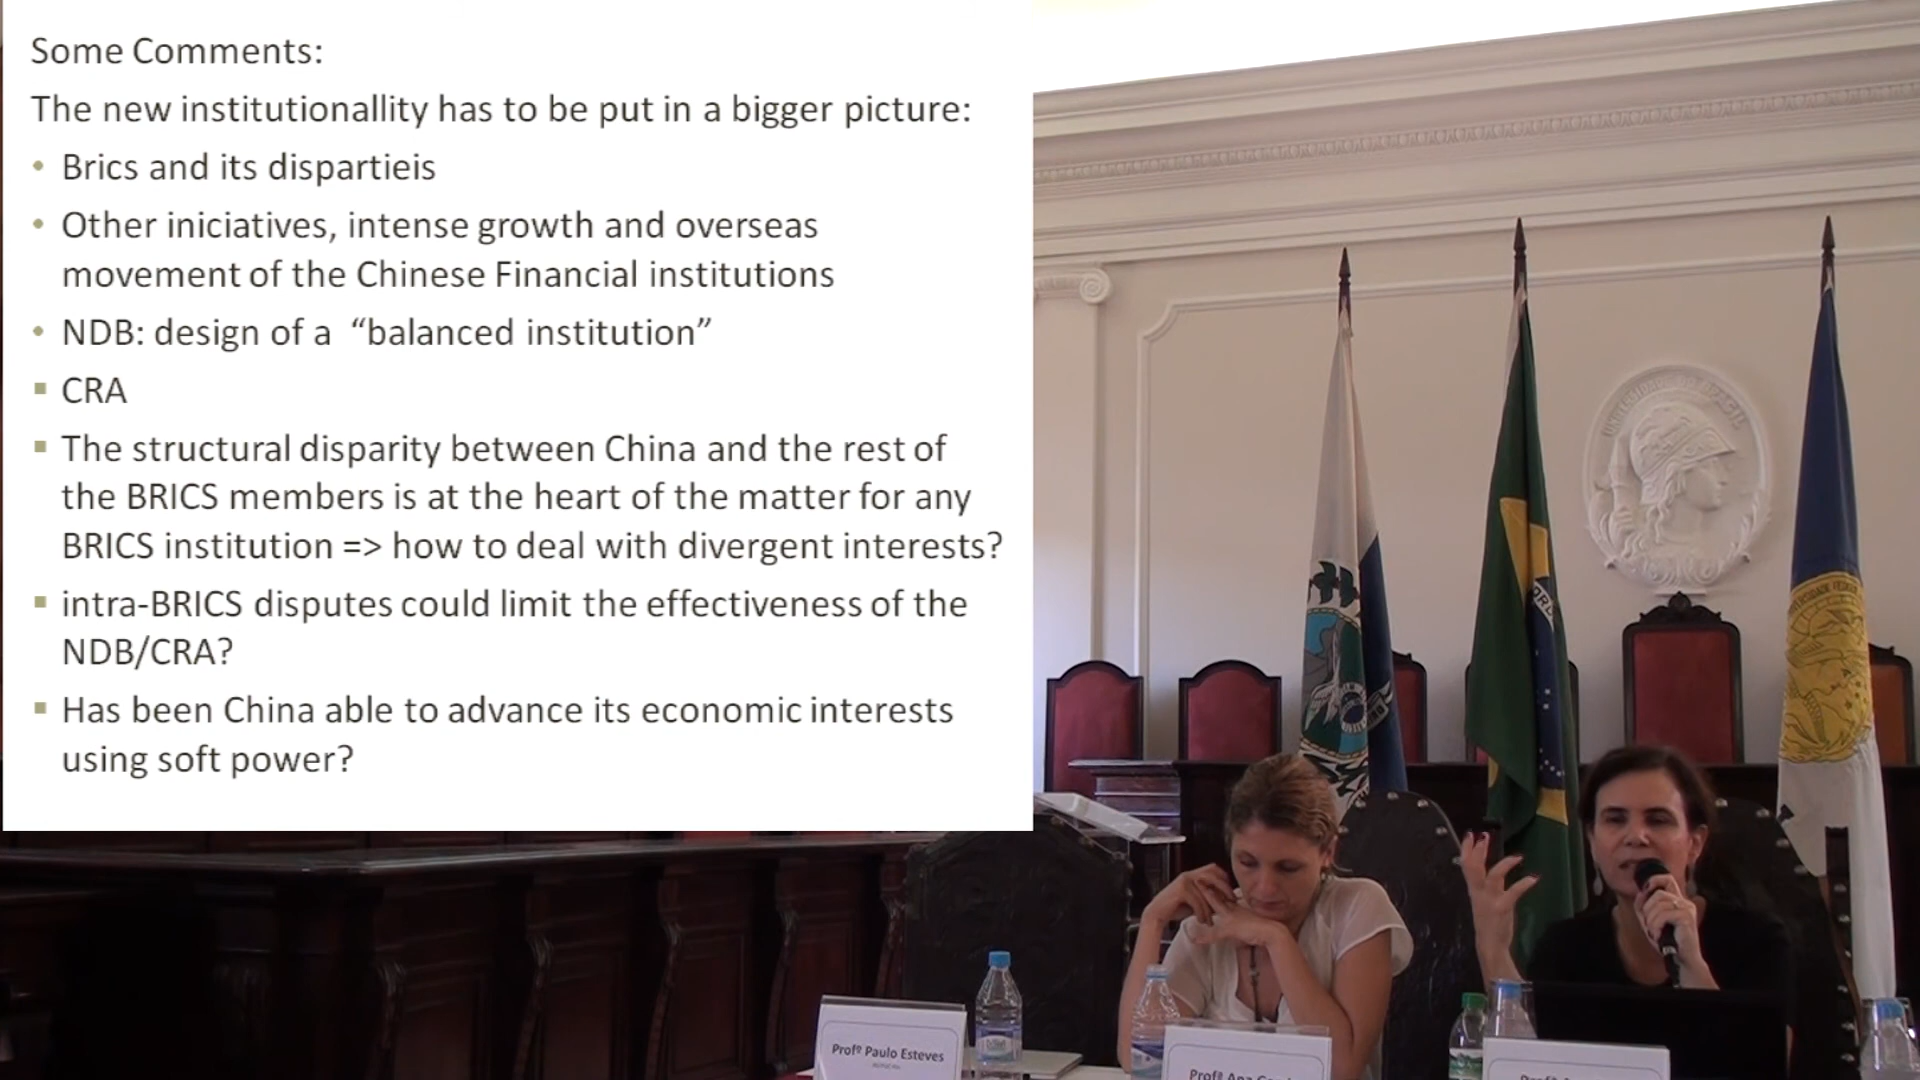 Some Comments:
The new institutionallity has to be put in a bigger picture:
• Brics and its dispartieis
• Other iniciatives, intense growth and overseas
movement of the Chinese Financial institutions
• NDB: design of a “balanced institution”
▪ CRA
▪ The structural disparity between China and the rest of
the BRICS members is at the heart of the matter for any
BRICS institution => how to deal with divergent interests?
▪ intra-BRICS disputes could limit the effectiveness of the
NDB/CRA?
▪ Has been China able to advance its economic interests
using soft power?
Profº Paulo Esteves
Profª Ana